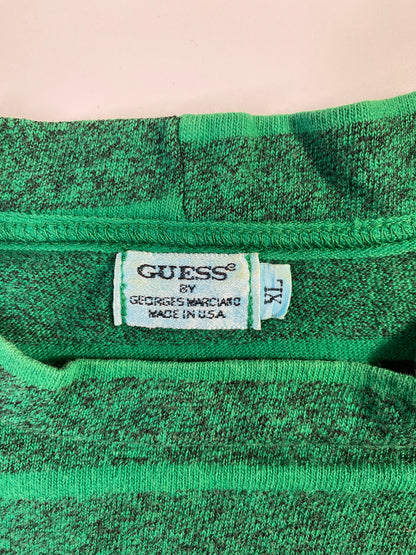 GUESS®
BY
GEORGES MARCIANO
MADE IN U.S.A.
XL